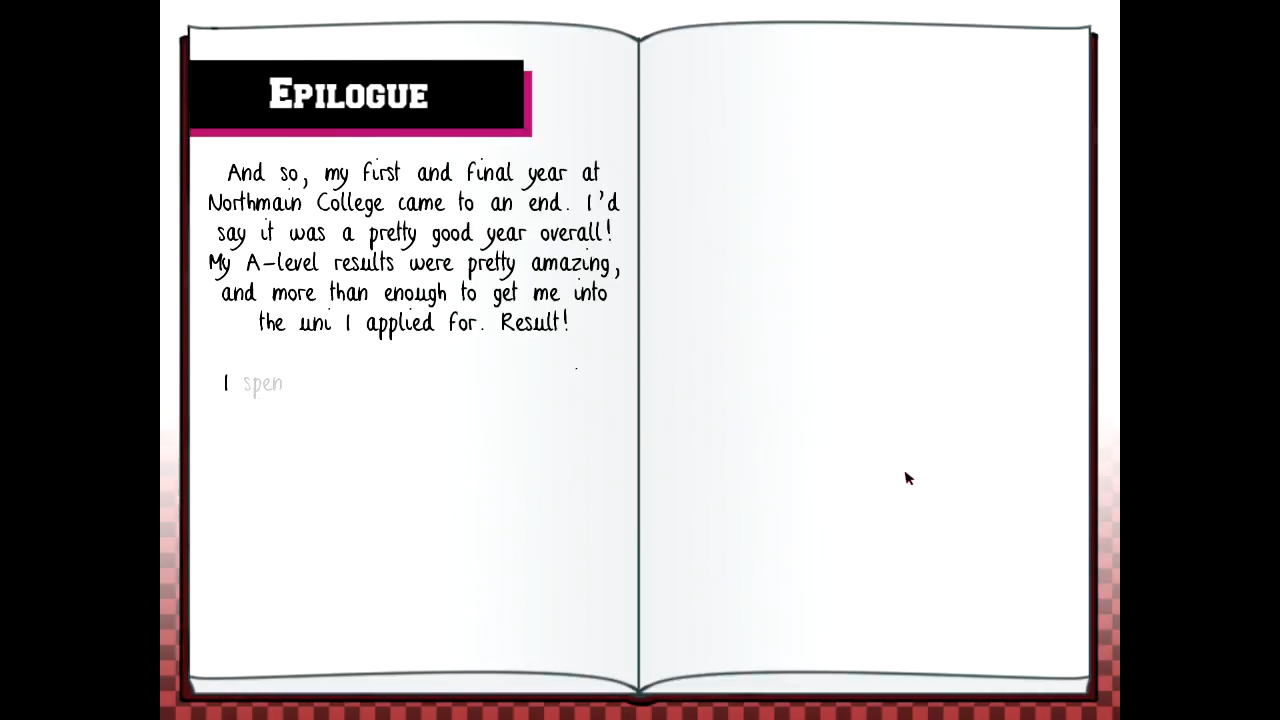 EPILOGUE
And so, my first and final year at
Northmain College came to an end. I'd
say it was a pretty good year overall!
My A-level results were pretty amazing,
and more than enough to get me into
the uni I applied for. Result!
I spen